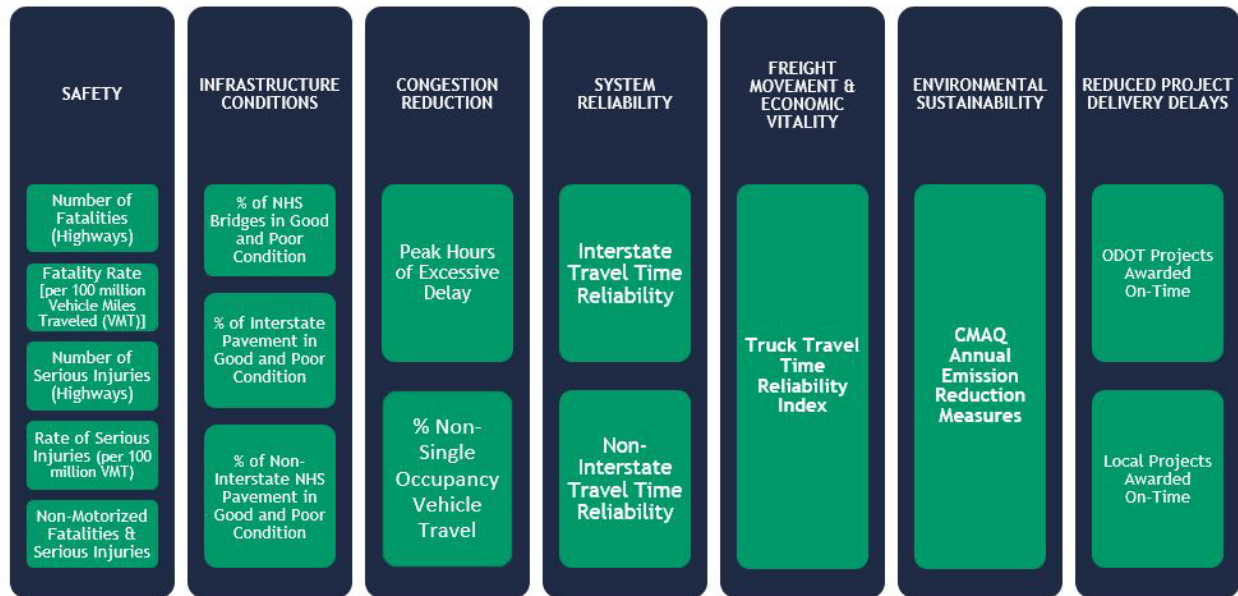 SAFETY
Number of
Fatalities
(Highways)
Fatality Rate
[per 100 million
Vehicle Miles
Traveled (VMT)]
Number of
Serious Injuries
(Highways)
Rate of Serious
Injuries (per 100
million VMT)
Non-Motorized
Fatalities &
Serious Injuries
INFRASTRUCTURE
CONDITIONS
% of NHS
Bridges in Good
and Poor
Condition
% of Interstate
Pavement in
Good and Poor
Condition
% of Non-
Interstate NHS
Pavement in
Good and Poor
Condition
CONGESTION
REDUCTION
Peak Hours
of Excessive
Delay
% Non-
Single
Occupancy
Vehicle
Travel
SYSTEM
RELIABILITY
Interstate
Travel Time
Reliability
Non-
Interstate
Travel Time
Reliability
FREIGHT
MOVEMENT &
ECONOMIC
VITALITY
Truck Travel
Time
Reliability
Index
ENVIRONMENTAL
SUSTAINABILITY
CMAQ
Annual
Emission
Reduction
Measures
REDUCED PROJECT
DELIVERY DELAYS
ODOT Projects
Awarded
On-Time
Local Projects
Awarded
On-Time